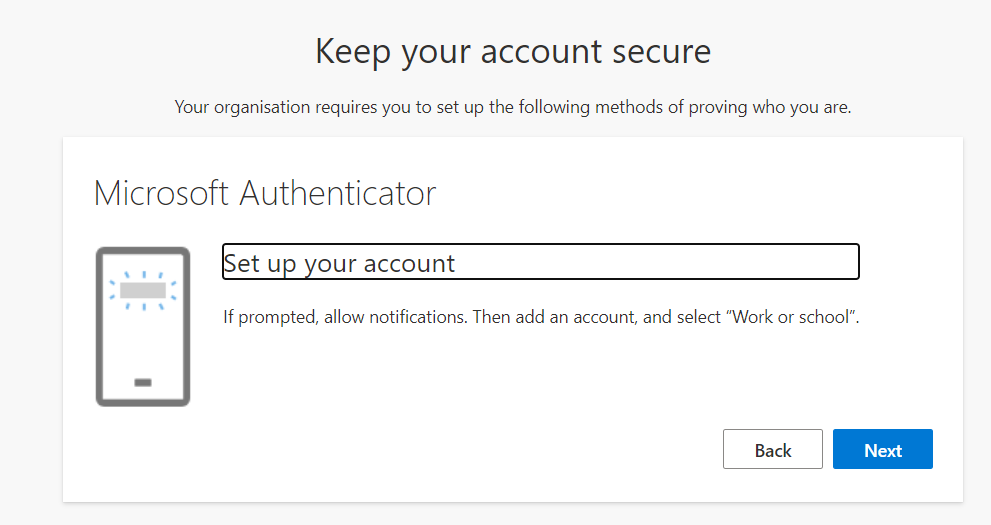 Keep your account secure
Your organisation requires you to set up the following methods of proving who you are.
Microsoft Authenticator
Set up your account
If prompted, allow notifications. Then add an account, and select “Work or school”.
Back
Next